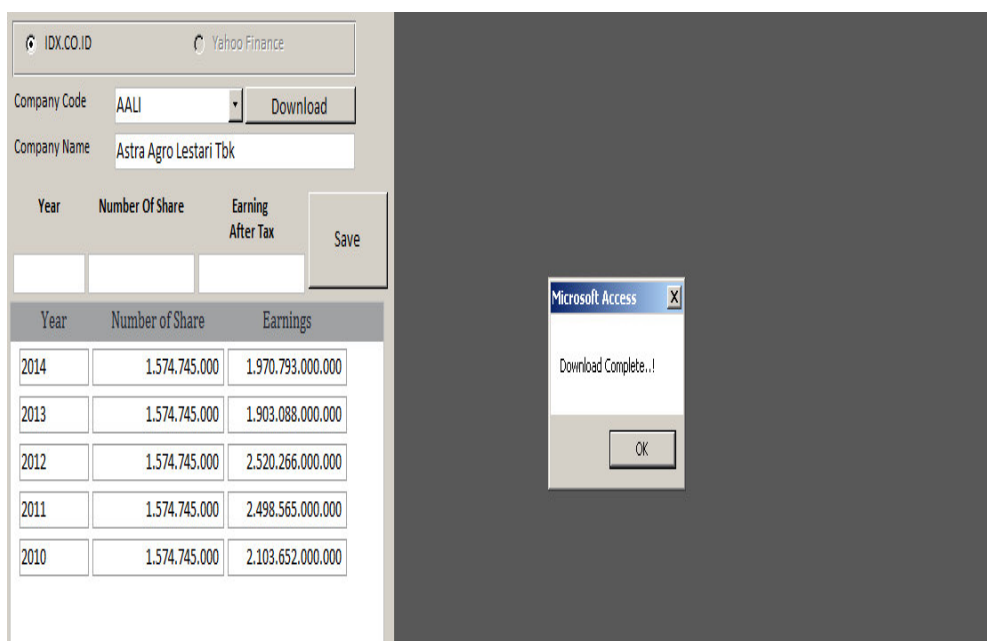 IDX.CO.ID Yahoo Finance
Company Code AALI Download
Company Name Astra Agro Lestari Tbk
Year Number Of Share Earning After Tax Save
Year Number of Share Earnings
2014 1.574.745.000 1.970.793.000.000
2013 1.574.745.000 1.903.088.000.000
2012 1.574.745.000 2.520.266.000.000
2011 1.574.745.000 2.498.565.000.000
2010 1.574.745.000 2.103.652.000.000
Microsoft Access
Download Complete..!
OK